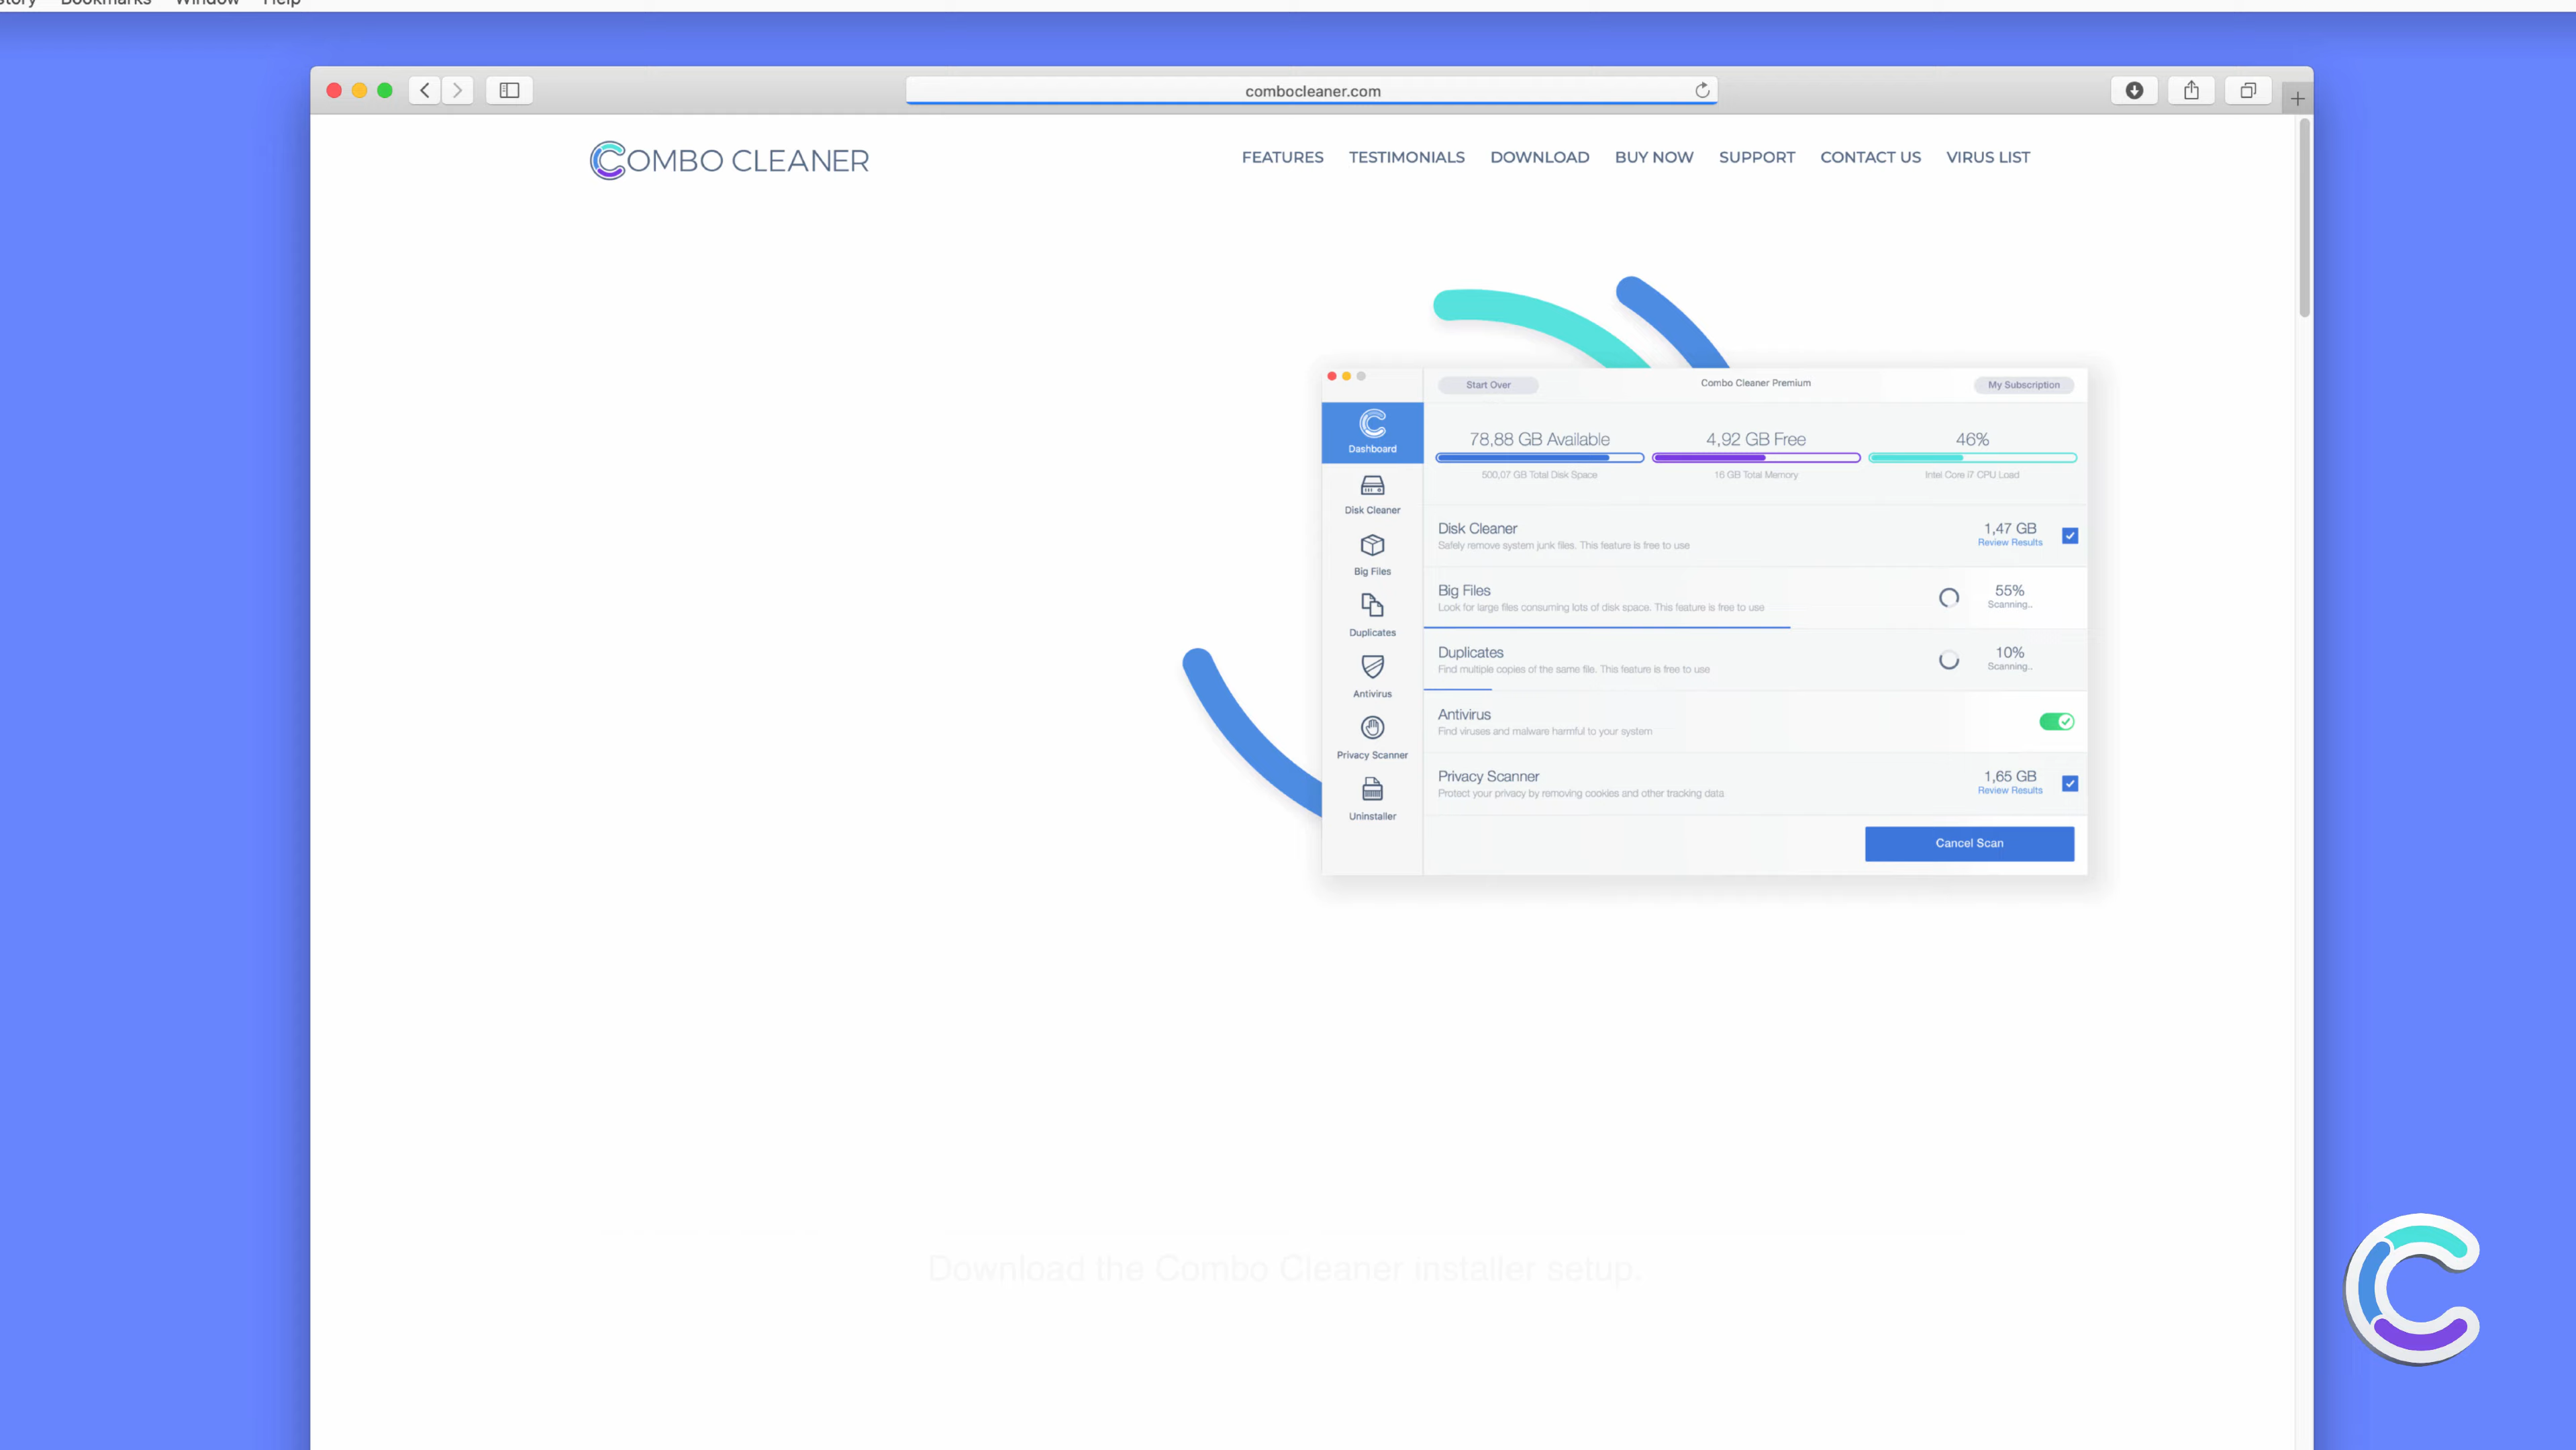 Bookmarks Window Help
combocleaner.com
COMBO CLEANER
FEATURES TESTIMONIALS DOWNLOAD BUY NOW SUPPORT CONTACT US VIRUS LIST
Start Over Combo Cleaner Premium My Subscription
Dashboard
78,88 GB Available 4,92 GB Free 46%
500,07 GB Total Disk Space 16 GB Total Memory Intel Core i7 CPU Load
Disk Cleaner
Big Files
Duplicates
Antivirus
Privacy Scanner
Uninstaller
Disk Cleaner 1,47 GB
Safely remove system junk files. This feature is free to use Review Results
Big Files 55%
Look for large files consuming lots of disk space. This feature is free to use Scanning..
Duplicates 10%
Find multiple copies of the same file. This feature is free to use Scanning..
Antivirus
Find viruses and malware harmful to your system
Privacy Scanner 1,65 GB
Protect your privacy by removing cookies and other tracking data Review Results
Cancel Scan
Download the Combo Cleaner installer setup.